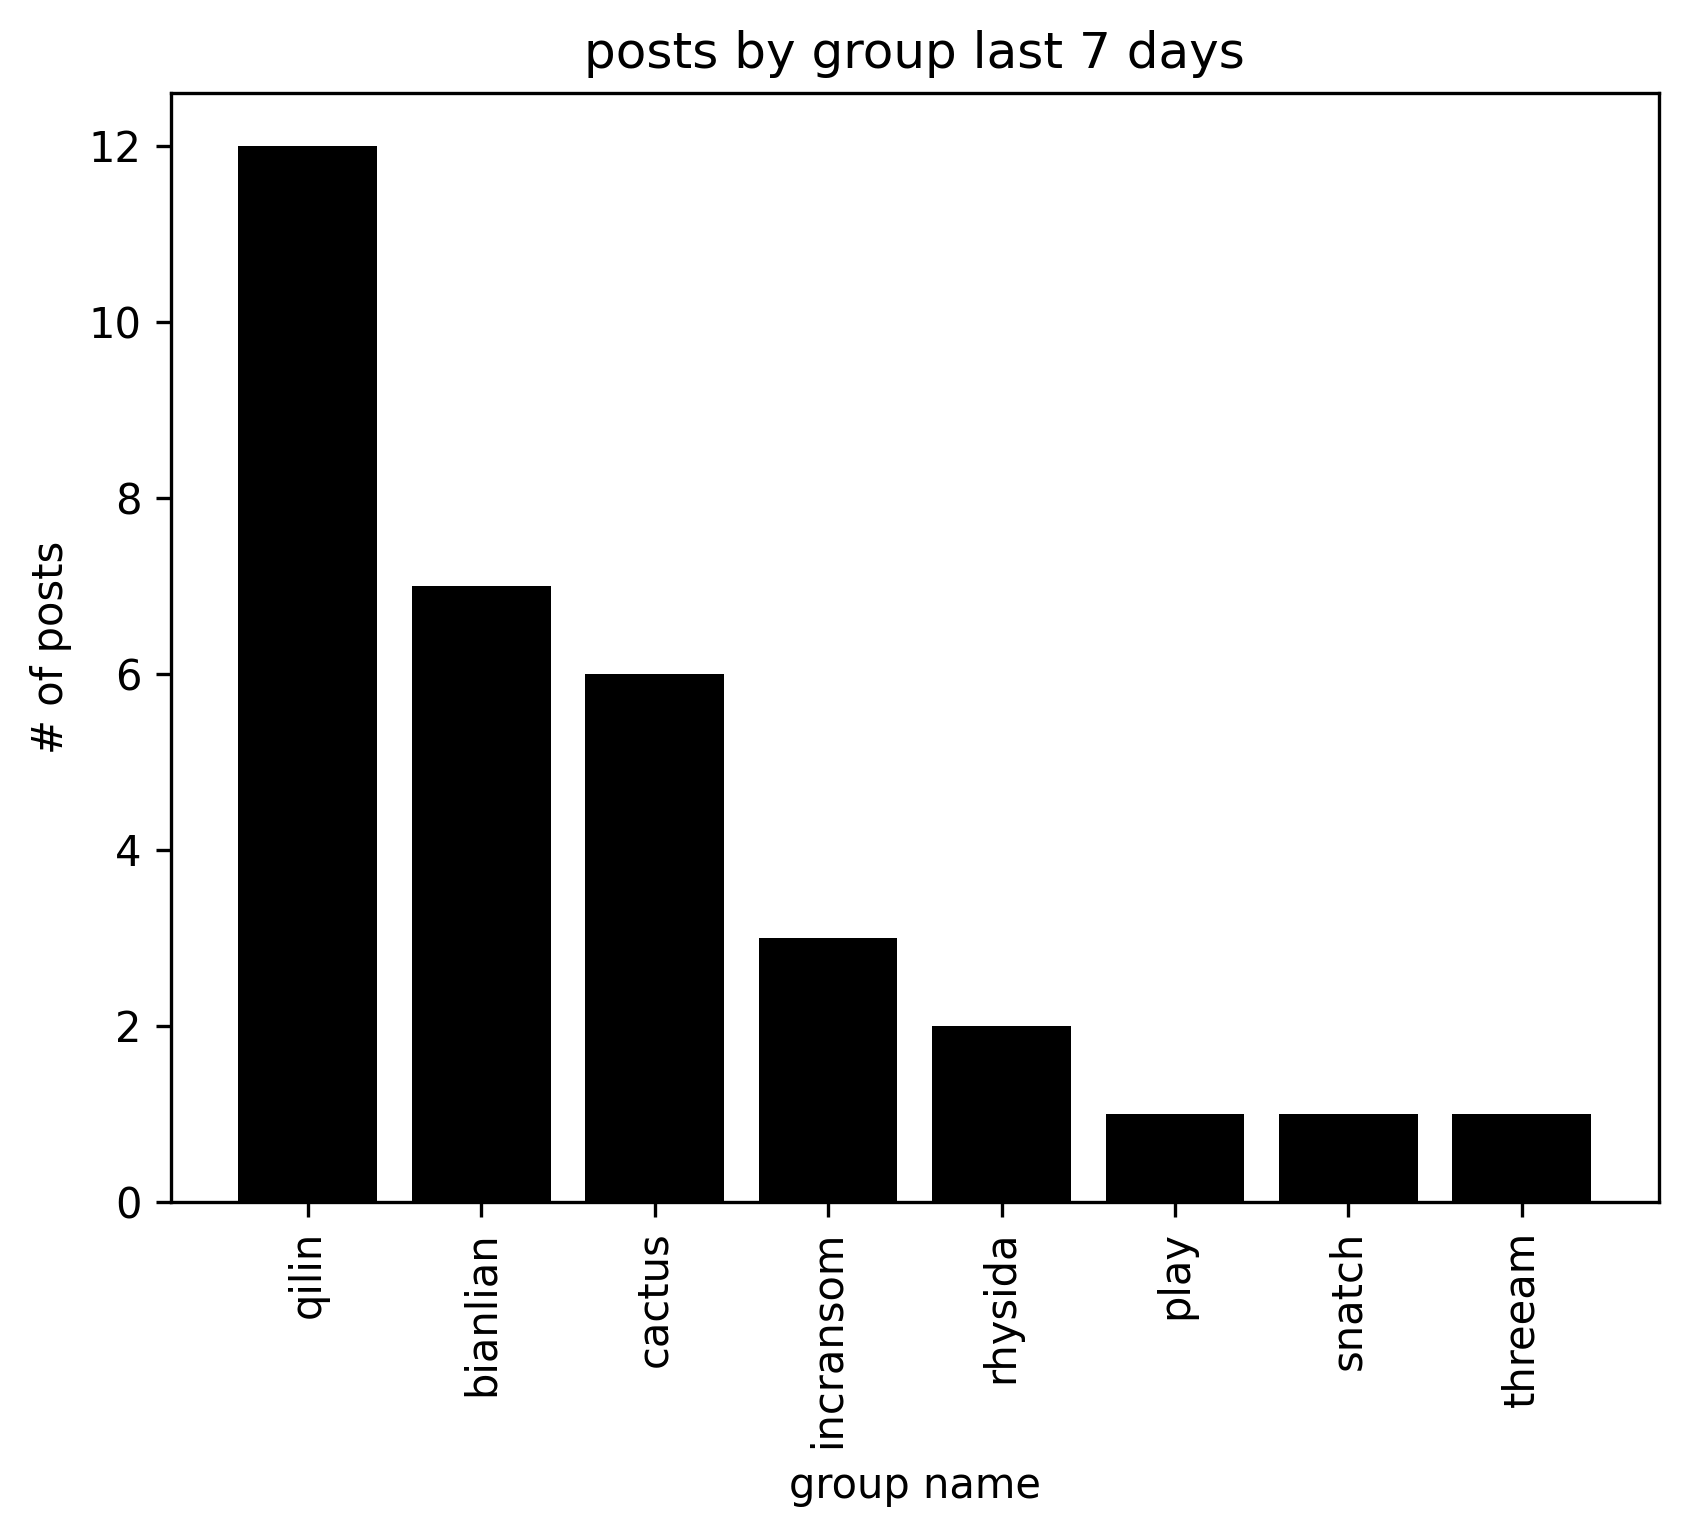 posts by group last 7 days
12
10
8
6
4
2
0
# of posts
qilin
bianlian
cactus
incransom
rhysida
play
snatch
threeam
group name